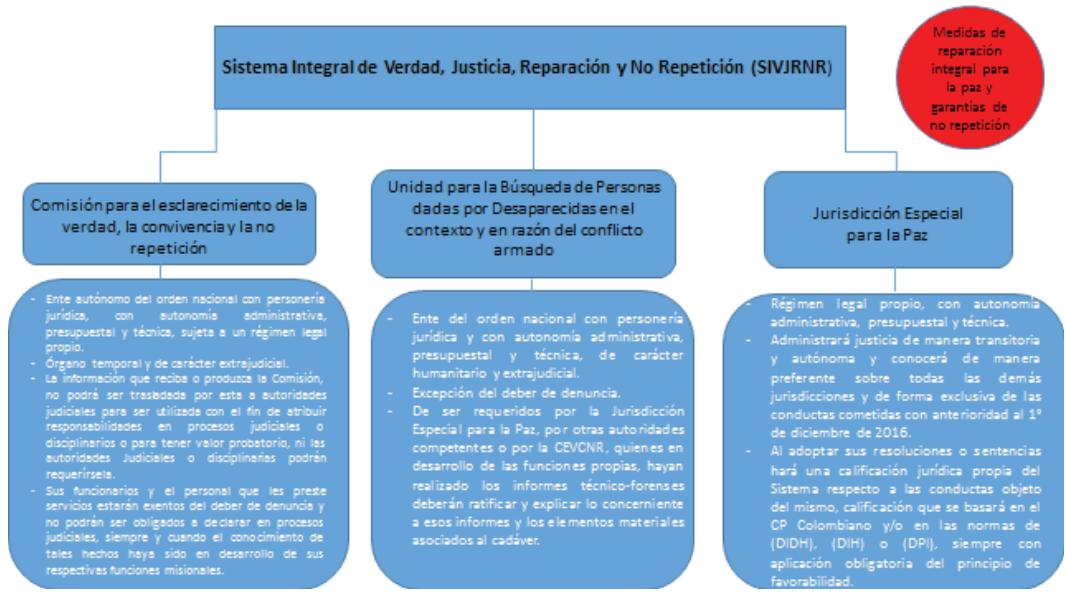 Sistema Integral de Verdad, Justicia, Reparación y No Repetición (SIVJRNR)
Medidas de
reparación
integral para
la paz y
garantías de
no repetición
Comisión para el esclarecimiento de la
verdad, la convivencia y la no
repetición
- Ente autónomo del orden nacional con personería
jurídica, con autonomía administrativa,
presupuestal y técnica, sujeta a un régimen legal
propio.
- Órgano temporal y de carácter extrajudicial.
- La información que reciba o produzca la Comisión,
no podrá ser trasladada por esta a autoridades
judiciales para ser utilizada con el fin de atribuir
responsabilidades en procesos judiciales o
disciplinarios o para tener valor probatorio, ni las
autoridades Judiciales o disciplinarias podrán
requerírsela.
- Sus funcionarios y el personal que les preste
servicios estarán exentos del deber de denuncia y
no podrán ser obligados a declarar en procesos
judiciales, siempre y cuando el conocimiento de
tales hechos haya sido en desarrollo de sus
respectivas funciones misionales.
Unidad para la Búsqueda de Personas
dadas por Desaparecidas en el
contexto y en razón del conflicto
armado
- Ente del orden nacional con personería
jurídica y con autonomía administrativa,
presupuestal y técnica, de carácter
humanitario y extrajudicial.
- Excepción del deber de denuncia.
- De ser requeridos por la Jurisdicción
Especial para la Paz, por otras autoridades
competentes o por la CEVCNR, quienes en
desarrollo de las funciones propias, hayan
realizado los informes técnico-forenses
deberán ratificar y explicar lo concerniente
a esos informes y los elementos materiales
asociados al cadáver.
Jurisdicción Especial
para la Paz
- Régimen legal propio, con autonomía
administrativa, presupuestal y técnica.
- Administrará justicia de manera transitoria
y autónoma y conocerá de manera
preferente sobre todas las demás
jurisdicciones y de forma exclusiva de las
conductas cometidas con anterioridad al 1º
de diciembre de 2016.
- Al adoptar sus resoluciones o sentencias
hará una calificación jurídica propia del
Sistema respecto a las conductas objeto
del mismo, calificación que se basará en el
CP Colombiano y/o en las normas de
(DIDH), (DIH) o (DPI), siempre con
aplicación obligatoria del principio de
favorabilidad.